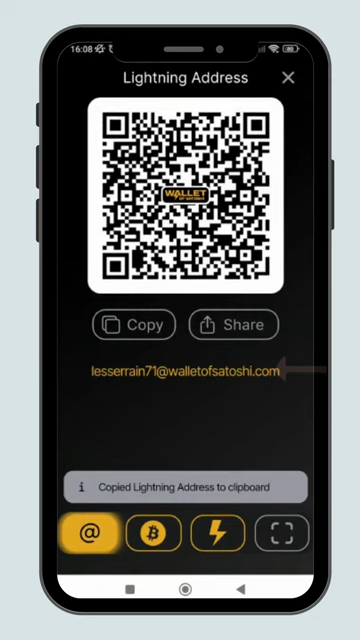 16:08
Lightning Address
WALLET
OF SATOSHI
Copy
Share
lesserrain71@walletofsatoshi.com
Copied Lightning Address to clipboard
@